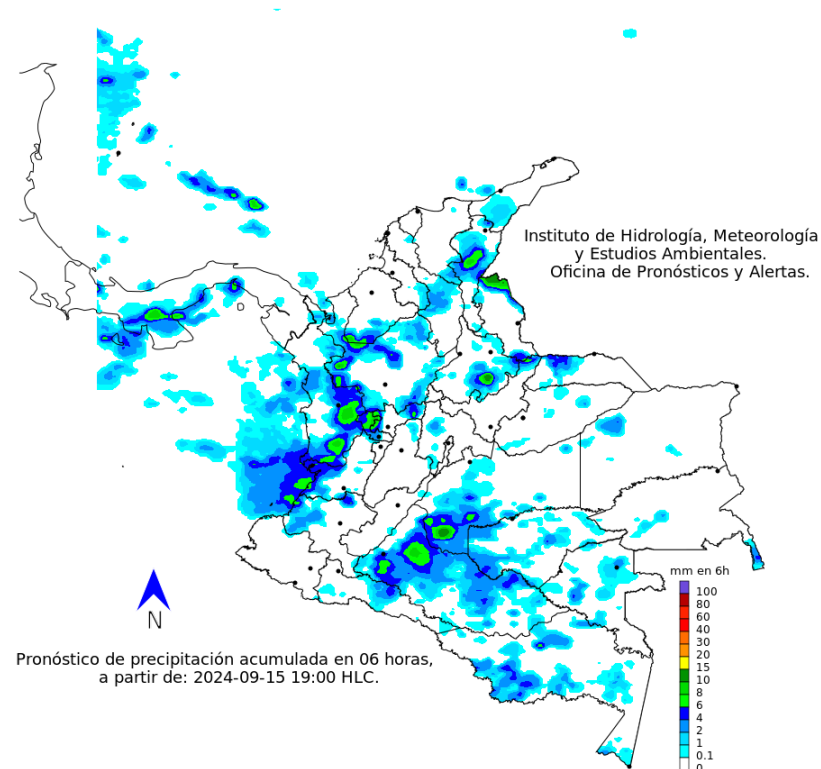 Instituto de Hidrología, Meteorología
y Estudios Ambientales.
Oficina de Pronósticos y Alertas.
mm en 6h
100
80
60
40
30
20
15
10
8
6
4
2
1
0.1
0
N
Pronóstico de precipitación acumulada en 06 horas,
a partir de: 2024-09-15 19:00 HLC.